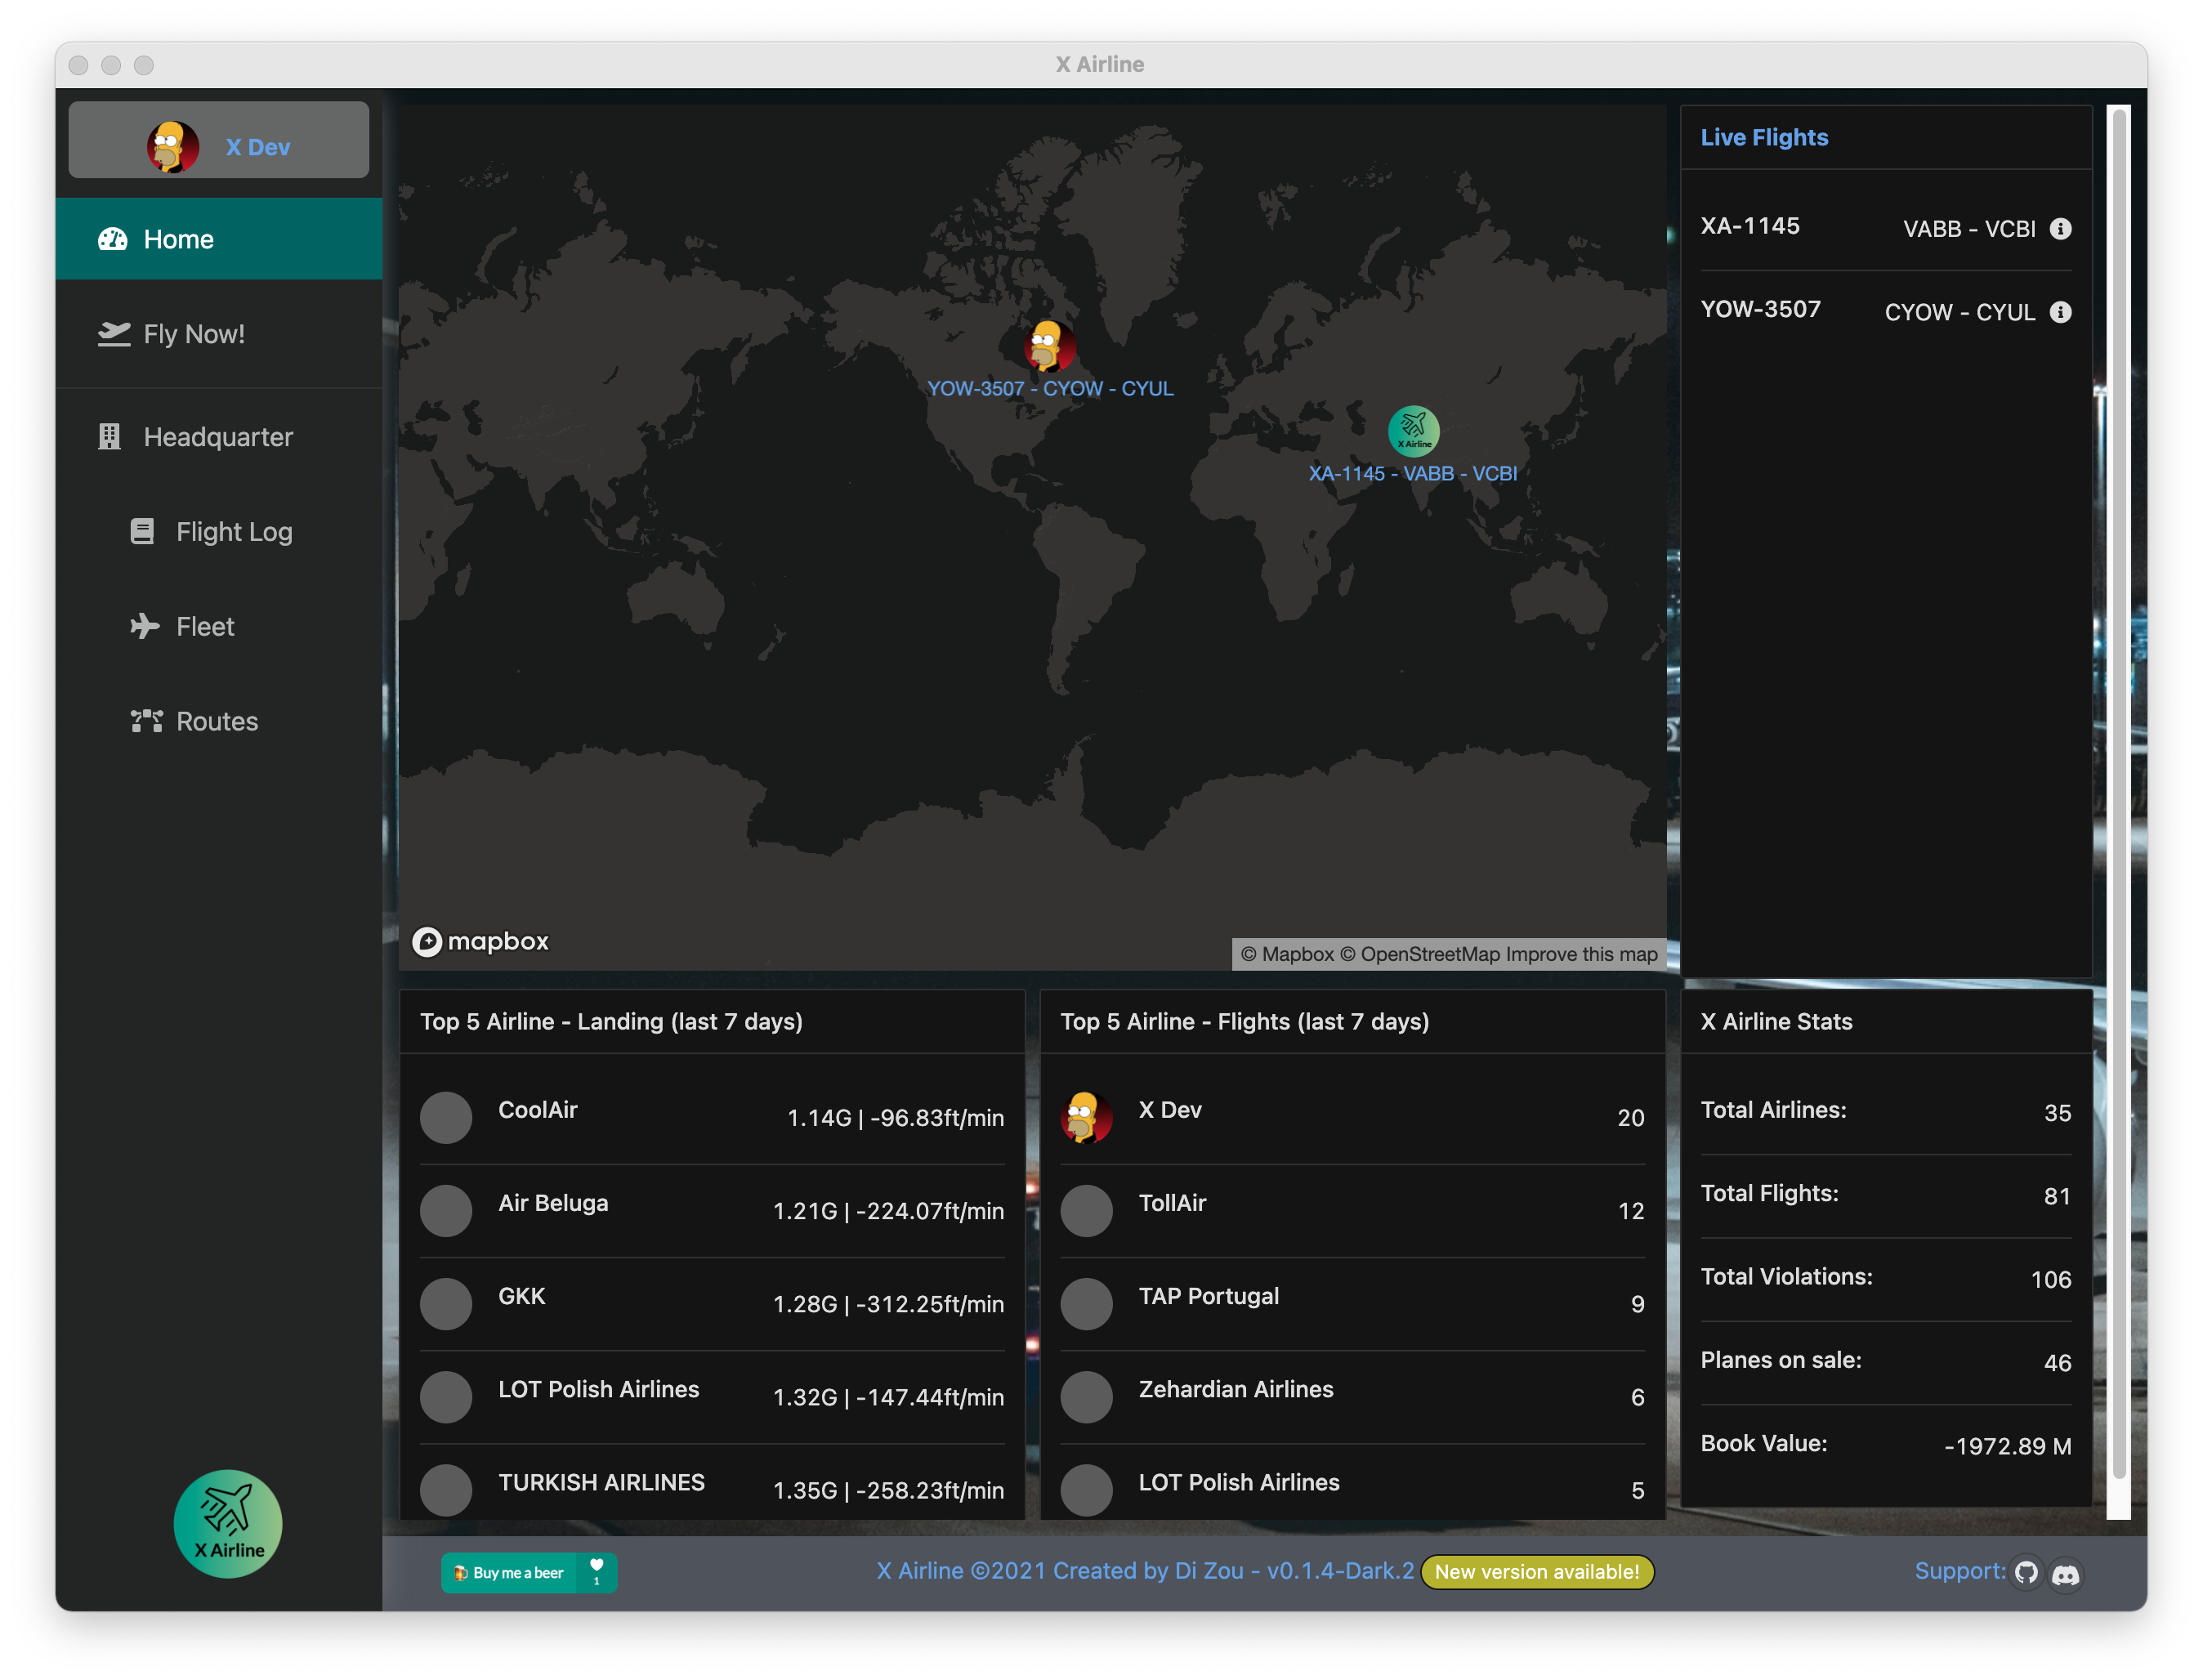 X Airline
X Dev
Home
Fly Now!
Headquarter
Flight Log
Fleet
Routes
X Airline
YOW-3507 - CYOW - CYUL
X Airline
XA-1145 - VABB - VCBI
mapbox
© Mapbox © OpenStreetMap Improve this map
Live Flights
XA-1145 VABB - VCBI
YOW-3507 CYOW - CYUL
Top 5 Airline - Landing (last 7 days)
CoolAir 1.14G | -96.83ft/min
Air Beluga 1.21G | -224.07ft/min
GKK 1.28G | -312.25ft/min
LOT Polish Airlines 1.32G | -147.44ft/min
TURKISH AIRLINES 1.35G | -258.23ft/min
Top 5 Airline - Flights (last 7 days)
X Dev 20
TollAir 12
TAP Portugal 9
Zehardian Airlines 6
LOT Polish Airlines 5
X Airline Stats
Total Airlines: 35
Total Flights: 81
Total Violations: 106
Planes on sale: 46
Book Value: -1972.89 M
Buy me a beer 1
X Airline ©2021 Created by Di Zou - v0.1.4-Dark.2 New version available!
Support: